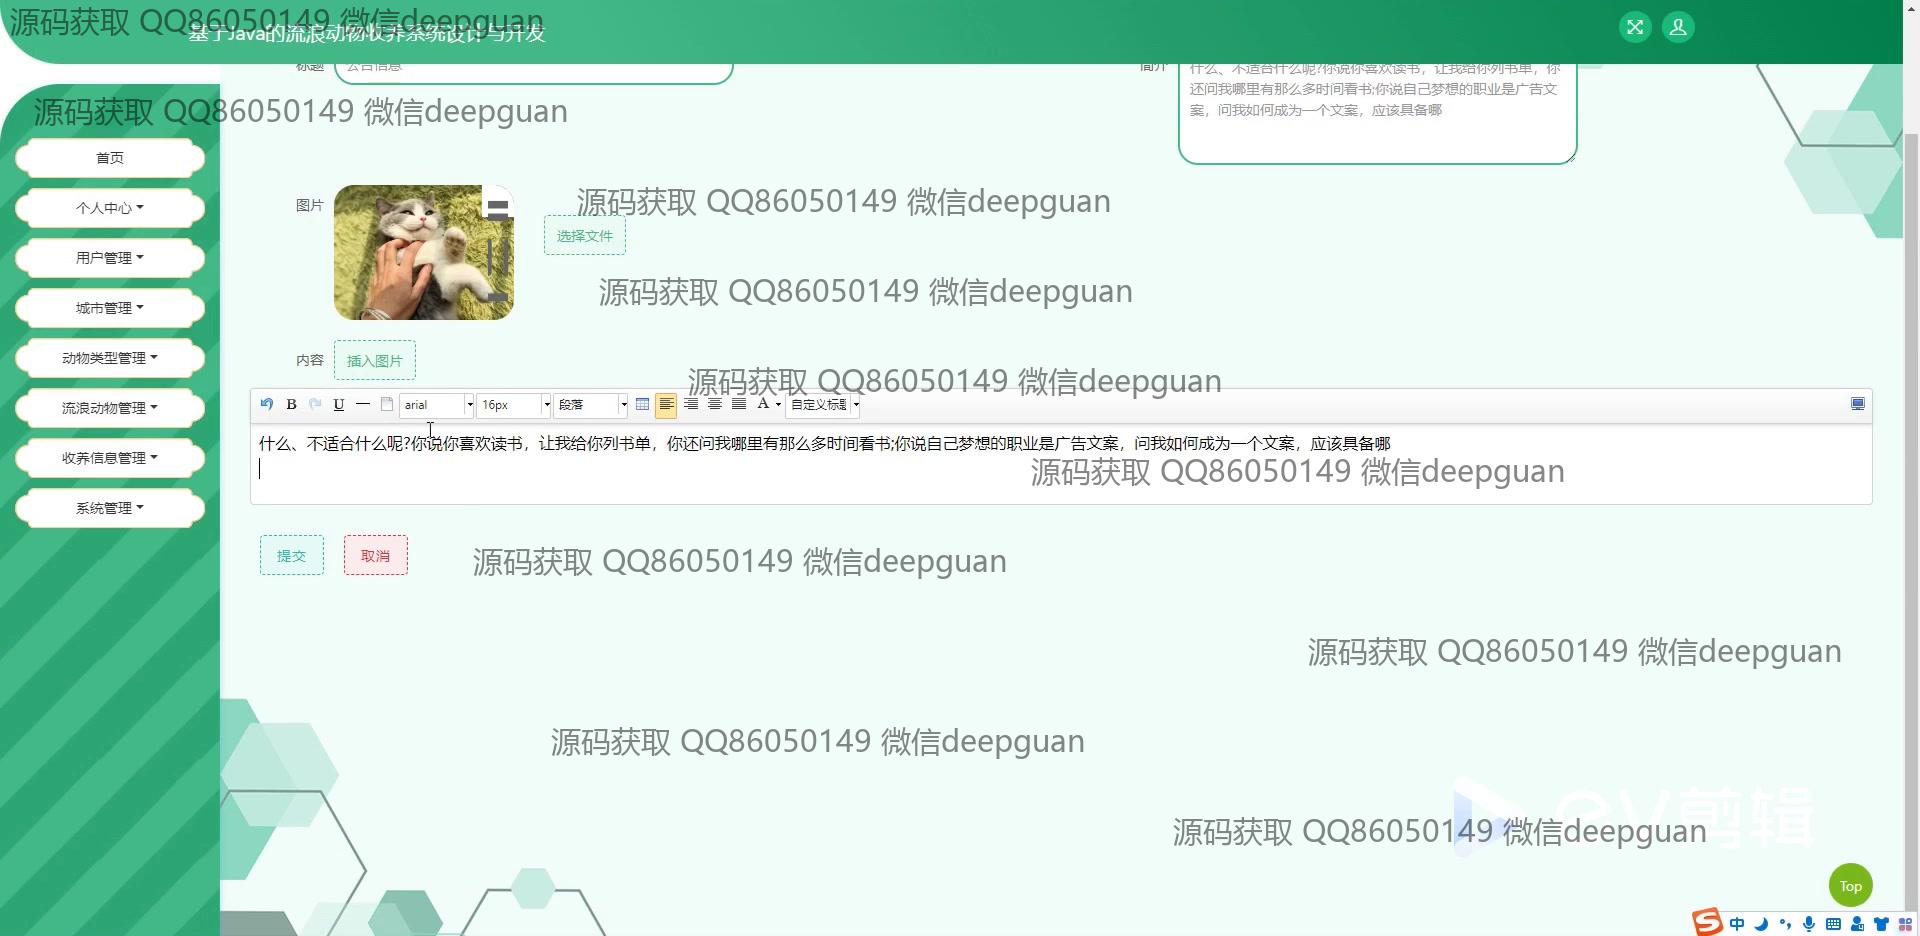 源码获取 QQ86050149 微信deepguan
基于Java的流浪动物收养系统设计与开发
标题
公告信息
简介
什么、不适合什么呢?你说你喜欢读书，让我给你列书单，你
还问我哪里有那么多时间看书;你说自己梦想的职业是广告文
案，问我如何成为一个文案，应该具备哪
源码获取 QQ86050149 微信deepguan
首页
个人中心
用户管理
城市管理
动物类型管理
流浪动物管理
收养信息管理
系统管理
图片
源码获取 QQ86050149 微信deepguan
选择文件
源码获取 QQ86050149 微信deepguan
内容
插入图片
源码获取 QQ86050149 微信deepguan
B U arial 16px 段落 A 自定义标题
什么、不适合什么呢?你说你喜欢读书，让我给你列书单，你还问我哪里有那么多时间看书;你说自己梦想的职业是广告文案，问我如何成为一个文案，应该具备哪
源码获取 QQ86050149 微信deepguan
提交
取消
源码获取 QQ86050149 微信deepguan
源码获取 QQ86050149 微信deepguan
源码获取 QQ86050149 微信deepguan
ev剪辑
源码获取 QQ86050149 微信deepguan
Top
中